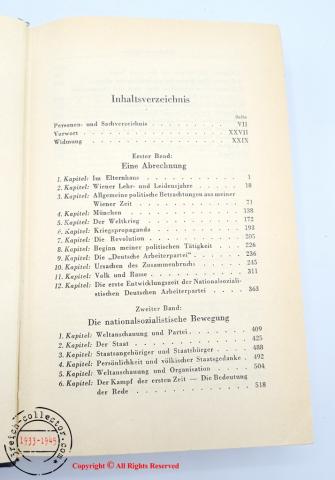 Inhaltsverzeichnis
Seite
Personen- und Sachverzeichnis . . . . . . . . . . VII
Vorwort . . . . . . . . . . . . . . . XXVII
Widmung . . . . . . . . . . . . . . . XXIX
Erster Band:
Eine Abrechnung
1. Kapitel: Im Elternhaus . . . . . . . . . . 1
2. Kapitel: Wiener Lehr- und Leidensjahre . . . . . . 18
3. Kapitel: Allgemeine politische Betrachtungen aus meiner
Wiener Zeit . . . . . . . . . . 71
4. Kapitel: München . . . . . . . . . . 138
5. Kapitel: Der Weltkrieg . . . . . . . . . . 172
6. Kapitel: Kriegspropaganda . . . . . . . . . 193
7. Kapitel: Die Revolution . . . . . . . . . . 205
8. Kapitel: Beginn meiner politischen Tätigkeit . . . . 226
9. Kapitel: Die „Deutsche Arbeiterpartei“ . . . . . . 236
10. Kapitel: Ursachen des Zusammenbruchs . . . . . . 245
11. Kapitel: Volk und Rasse . . . . . . . . . 311
12. Kapitel: Die erste Entwicklungszeit der Nationalsoziali-
stischen Deutschen Arbeiterpartei . . . . . 363
Zweiter Band:
Die nationalsozialistische Bewegung
1. Kapitel: Weltanschauung und Partei . . . . . . . 409
2. Kapitel: Der Staat . . . . . . . . . . 425
3. Kapitel: Staatsangehöriger und Staatsbürger . . . . 488
4. Kapitel: Persönlichkeit und völkischer Staatsgedanke . 492
5. Kapitel: Weltanschauung und Organisation . . . . . 504
6. Kapitel: Der Kampf der ersten Zeit — Die Bedeutung
der Rede . . . . . . . . . . 518
reich-collector.com
1933-1945
Copyright © All Rights Reserved